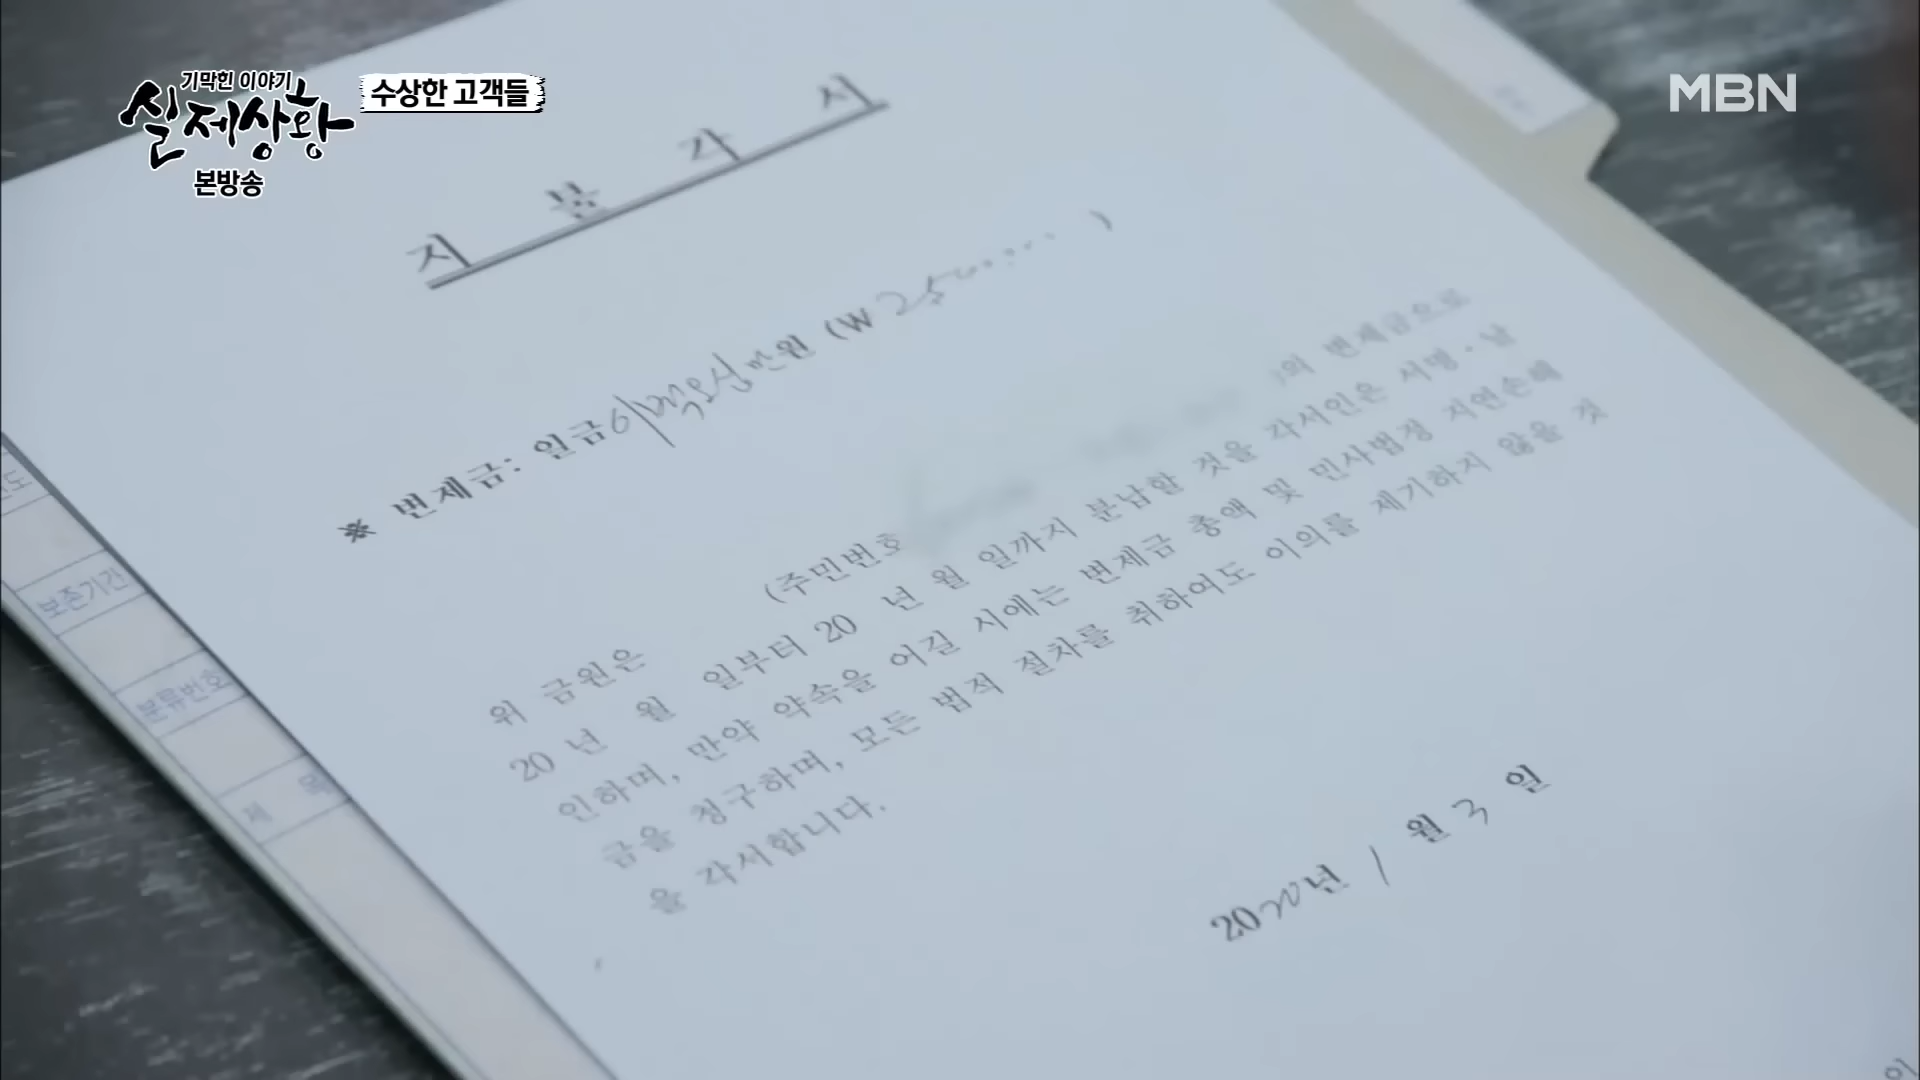 기막힌 이야기
실제상황
본방송
수상한 고객들
MBN
지 불 각 서
※ 변제금: 일금이백오십만원 (₩
(주민번호 )의 변제금으로
위 금원은
20 년 월 일부터 20 년 월 일까지 분납할 것을 각서인은 서명·날
인하며, 만약 약속을 어길 시에는 변제금 총액 및 민사법정 지연손해
금을 청구하며, 모든 법적 절차를 취하여도 이의를 제기하지 않을 것
을 각서합니다.
2020년 1 월 3 일
보존기간
분류번호
제 목